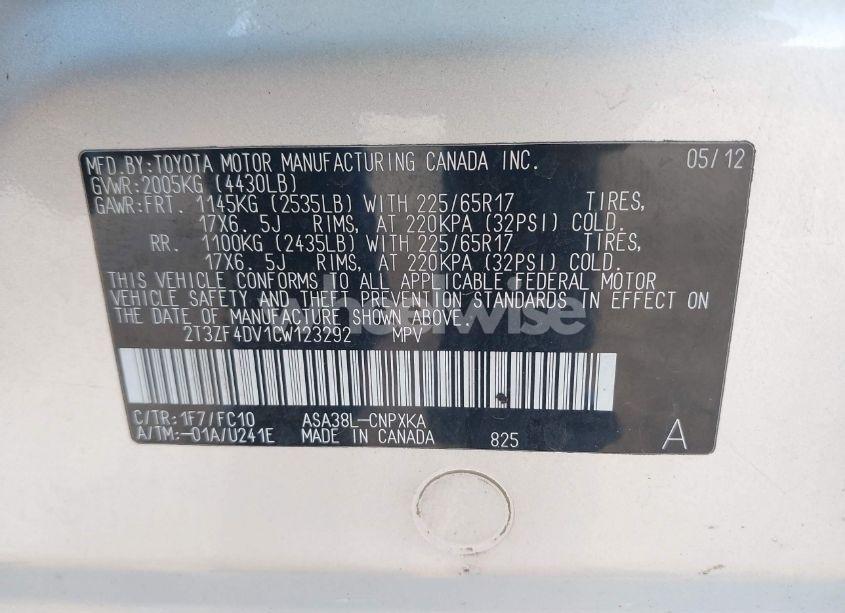 MFD.BY:TOYOTA MOTOR MANUFACTURING CANADA INC. 05/12
GVWR:2005KG (4430LB)
GAWR:FRT. 1145KG (2535LB) WITH 225/65R17 TIRES,
17X6.5J RIMS, AT 220KPA (32PSI) COLD.
RR. 1100KG (2435LB) WITH 225/65R17 TIRES,
17X6.5J RIMS, AT 220KPA (32PSI) COLD.
THIS VEHICLE CONFORMS TO ALL APPLICABLE FEDERAL MOTOR
VEHICLE SAFETY AND THEFT PREVENTION STANDARDS IN EFFECT ON
THE DATE OF MANUFACTURE SHOWN ABOVE.
wheelwise
2T3ZF4DV1CW123292 MPV
C/TR:1F7/FC10 ASA38L-CNPXKA
A/TM:-01A/U241E MADE IN CANADA 825 A